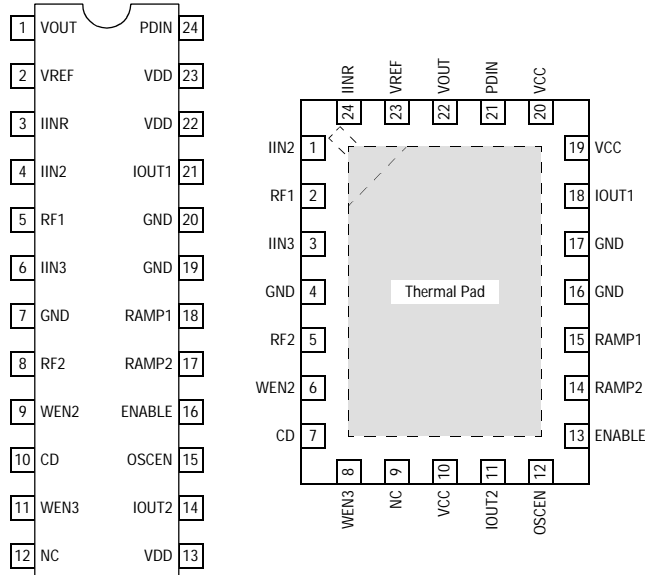 1 VOUT PDIN 24
2 VREF VDD 23
3 IINR VDD 22
4 IIN2 IOUT1 21
5 RF1 GND 20
6 IIN3 GND 19
7 GND RAMP1 18
8 RF2 RAMP2 17
9 WEN2 ENABLE 16
10 CD OSCEN 15
11 WEN3 IOUT2 14
12 NC VDD 13
IINR VREF VOUT PDIN VCC
24 23 22 21 20
IIN2 1 19 VCC
RF1 2 18 IOUT1
IIN3 3 17 GND
GND 4 Thermal Pad 16 GND
RF2 5 15 RAMP1
WEN2 6 14 RAMP2
CD 7 13 ENABLE
8 9 10 11 12
WEN3 NC VCC IOUT2 OSCEN